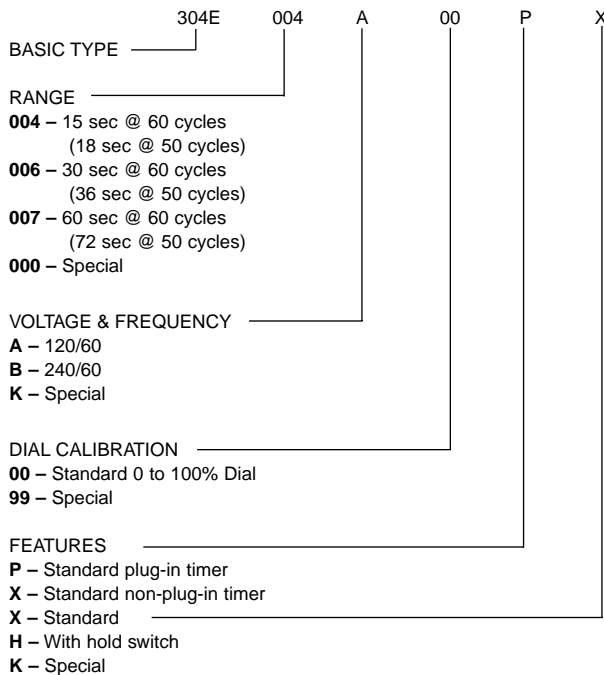 304E 004 A 00 P X
BASIC TYPE
RANGE
004 – 15 sec @ 60 cycles
(18 sec @ 50 cycles)
006 – 30 sec @ 60 cycles
(36 sec @ 50 cycles)
007 – 60 sec @ 60 cycles
(72 sec @ 50 cycles)
000 – Special
VOLTAGE & FREQUENCY
A – 120/60
B – 240/60
K – Special
DIAL CALIBRATION
00 – Standard 0 to 100% Dial
99 – Special
FEATURES
P – Standard plug-in timer
X – Standard non-plug-in timer
X – Standard
H – With hold switch
K – Special